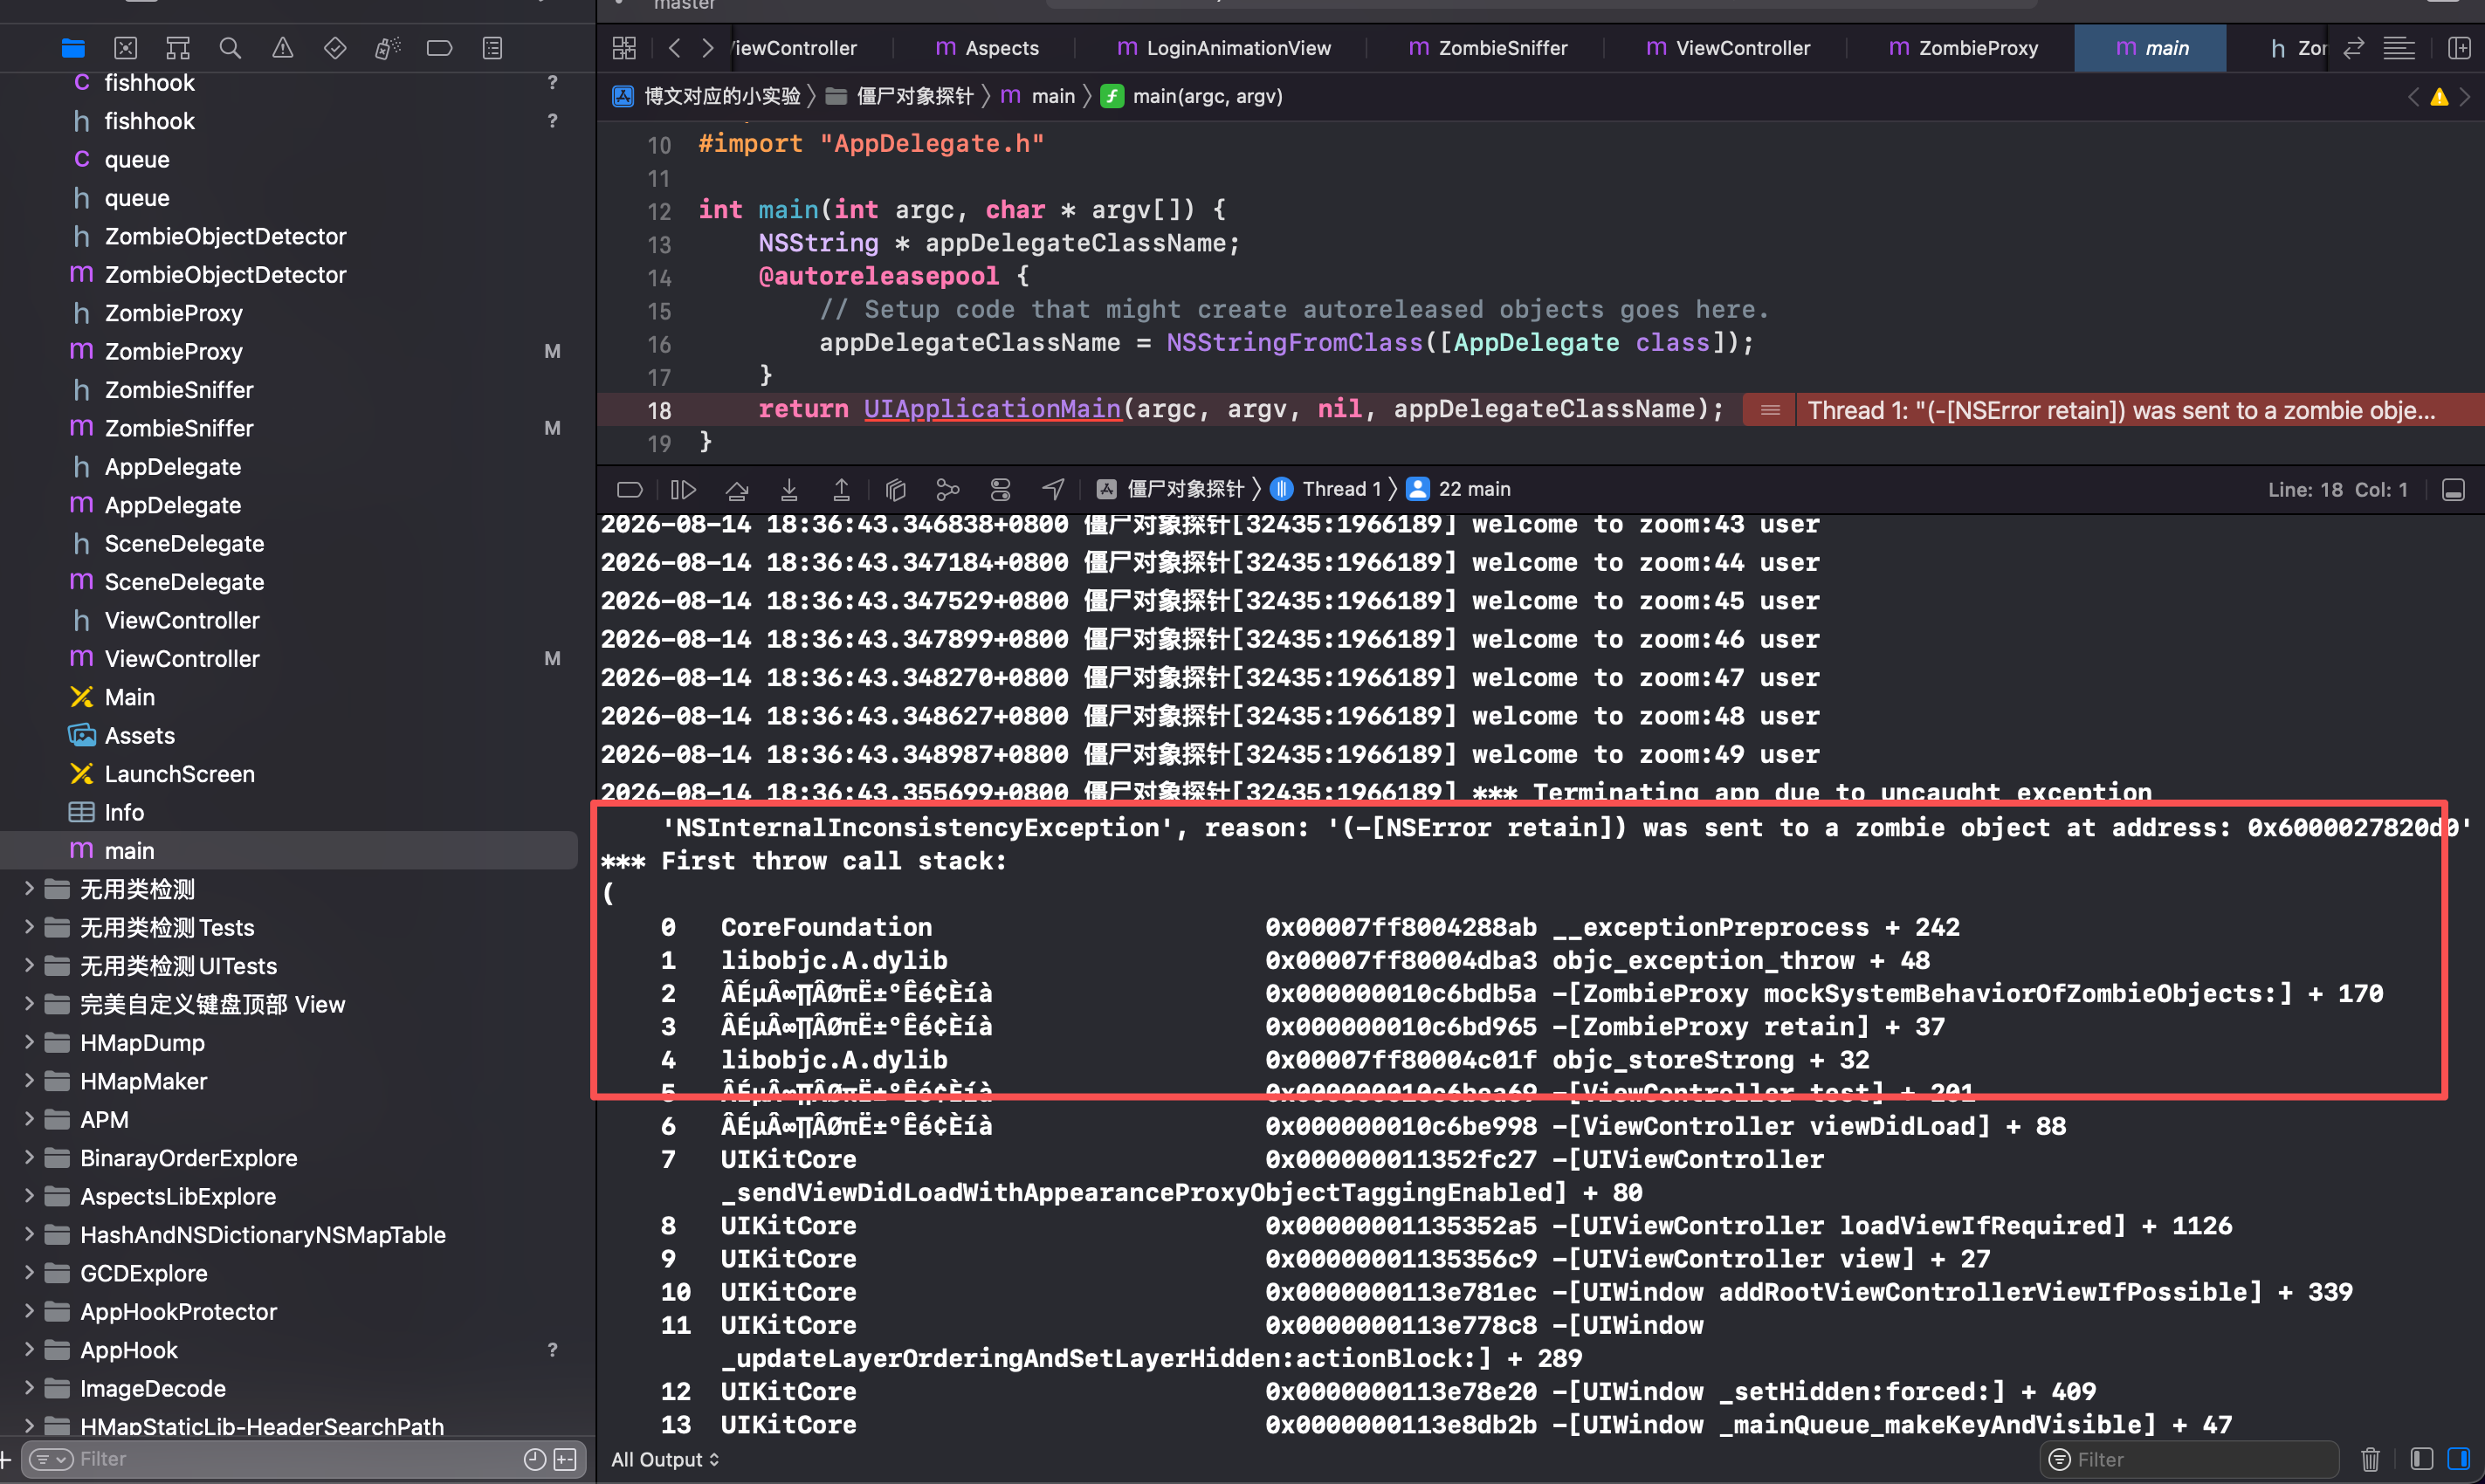 master
fishhook ?
fishhook ?
queue
queue
ZombieObjectDetector
ZombieObjectDetector
ZombieProxy
ZombieProxy M
ZombieSniffer
ZombieSniffer M
AppDelegate
AppDelegate
SceneDelegate
SceneDelegate
ViewController
ViewController M
Main
Assets
LaunchScreen
Info
main
无用类检测
无用类检测Tests
无用类检测UITests
完美自定义键盘顶部 View
HMapDump
HMapMaker
APM
BinarayOrderExplore
AspectsLibExplore
HashAndNSDictionaryNSMapTable
GCDExplore
AppHookProtector
AppHook ?
ImageDecode
HMapStaticLib-HeaderSearchPath
Filter
iewController m Aspects m LoginAnimationView m ZombieSniffer m ViewController m ZombieProxy m main h Zor
博文对应的小实验 〉 僵尸对象探针 〉 m main 〉 f main(argc, argv)
10 #import "AppDelegate.h"
11
12 int main(int argc, char * argv[]) {
13 NSString * appDelegateClassName;
14 @autoreleasepool {
15 // Setup code that might create autoreleased objects goes here.
16 appDelegateClassName = NSStringFromClass([AppDelegate class]);
17 }
18 return UIApplicationMain(argc, argv, nil, appDelegateClassName); Thread 1: "(-[NSError retain]) was sent to a zombie obje...
19 }
僵尸对象探针 〉 Thread 1 〉 22 main Line: 18 Col: 1
2026-08-14 18:36:43.346838+0800 僵尸对象探针[32435:1966189] welcome to zoom:43 user
2026-08-14 18:36:43.347184+0800 僵尸对象探针[32435:1966189] welcome to zoom:44 user
2026-08-14 18:36:43.347529+0800 僵尸对象探针[32435:1966189] welcome to zoom:45 user
2026-08-14 18:36:43.347899+0800 僵尸对象探针[32435:1966189] welcome to zoom:46 user
2026-08-14 18:36:43.348270+0800 僵尸对象探针[32435:1966189] welcome to zoom:47 user
2026-08-14 18:36:43.348627+0800 僵尸对象探针[32435:1966189] welcome to zoom:48 user
2026-08-14 18:36:43.348987+0800 僵尸对象探针[32435:1966189] welcome to zoom:49 user
2026-08-14 18:36:43.355699+0800 僵尸对象探针[32435:1966189] *** Terminating app due to uncaught exception
'NSInternalInconsistencyException', reason: '(-[NSError retain]) was sent to a zombie object at address: 0x6000027820d0'
*** First throw call stack:
(
0 CoreFoundation 0x00007ff8004288ab __exceptionPreprocess + 242
1 libobjc.A.dylib 0x00007ff80004dba3 objc_exception_throw + 48
2 ÂÉµÂ∞∏ÂØπË±°Êé¢Èíà 0x000000010c6bdb5a -[ZombieProxy mockSystemBehaviorOfZombieObjects:] + 170
3 ÂÉµÂ∞∏ÂØπË±°Êé¢Èíà 0x000000010c6bd965 -[ZombieProxy retain] + 37
4 libobjc.A.dylib 0x00007ff80004c01f objc_storeStrong + 32
5 ÂÉµÂ∞∏ÂØπË±°Êé¢Èíà 0x000000010c6bea69 -[ViewController test] + 201
6 ÂÉµÂ∞∏ÂØπË±°Êé¢Èíà 0x000000010c6be998 -[ViewController viewDidLoad] + 88
7 UIKitCore 0x000000011352fc27 -[UIViewController
_sendViewDidLoadWithAppearanceProxyObjectTaggingEnabled] + 80
8 UIKitCore 0x00000001135352a5 -[UIViewController loadViewIfRequired] + 1126
9 UIKitCore 0x00000001135356c9 -[UIViewController view] + 27
10 UIKitCore 0x0000000113e781ec -[UIWindow addRootViewControllerViewIfPossible] + 339
11 UIKitCore 0x0000000113e778c8 -[UIWindow
_updateLayerOrderingAndSetLayerHidden:actionBlock:] + 289
12 UIKitCore 0x0000000113e78e20 -[UIWindow _setHidden:forced:] + 409
13 UIKitCore 0x0000000113e8db2b -[UIWindow _mainQueue_makeKeyAndVisible] + 47
All Output Filter